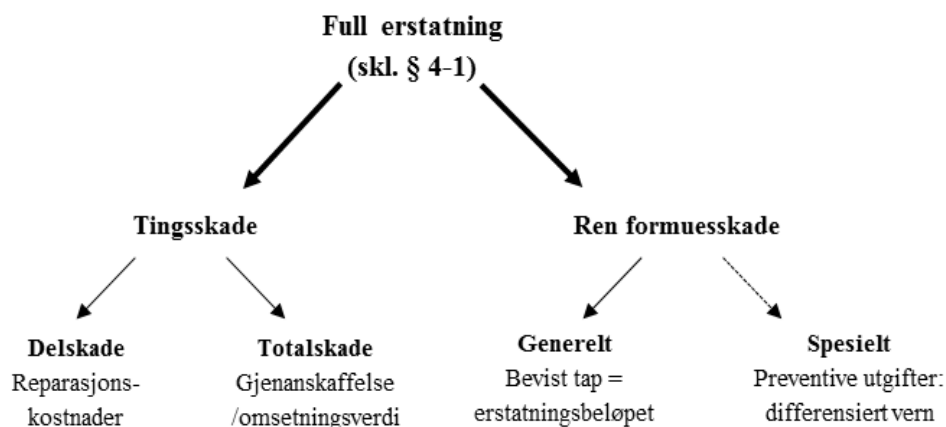 Full erstatning
(skl. § 4-1)
Tingsskade
Ren formuesskade
Delskade
Reparasjons-
kostnader
Totalskade
Gjenanskaffelse
/omsetningsverdi
Generelt
Bevist tap =
erstatningsbeløpet
Spesielt
Preventive utgifter:
differensiert vern